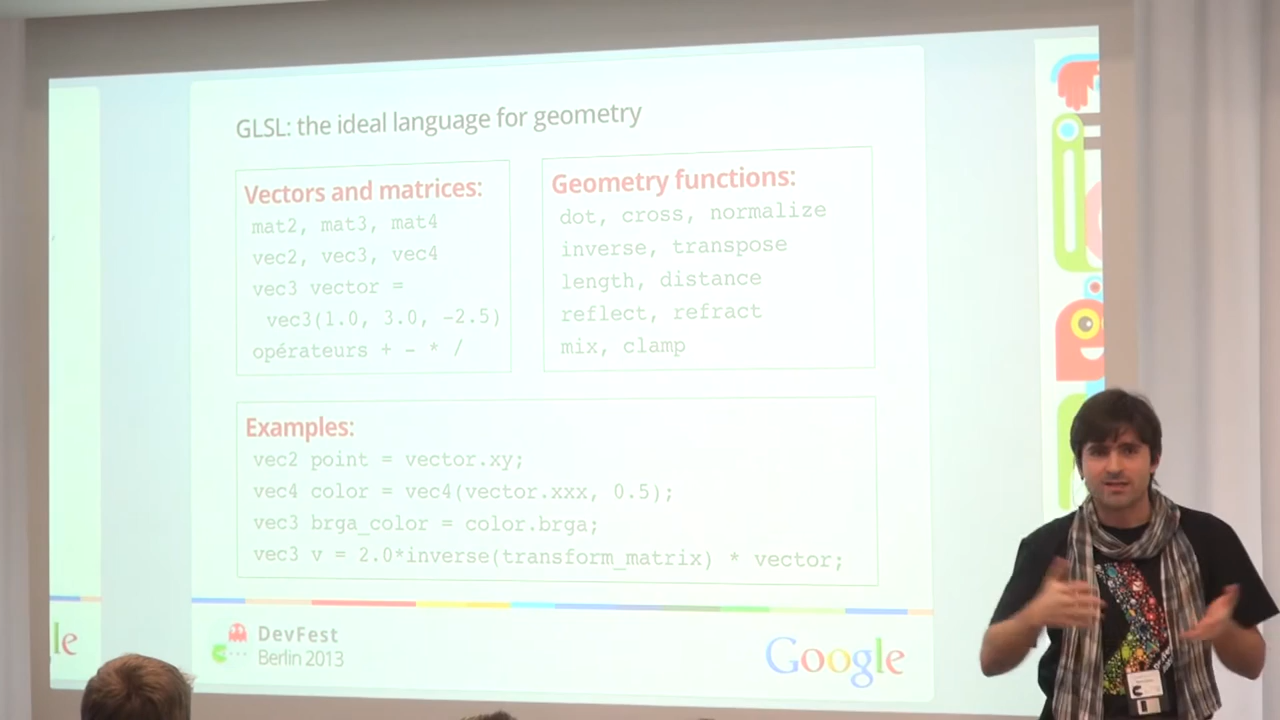 GLSL: the ideal language for geometry
Vectors and matrices:
mat2, mat3, mat4
vec2, vec3, vec4
vec3 vector =
vec3(1.0, 3.0, -2.5)
opérateurs + - * /
Geometry functions:
dot, cross, normalize
inverse, transpose
length, distance
reflect, refract
mix, clamp
Examples:
vec2 point = vector.xy;
vec4 color = vec4(vector.xxx, 0.5);
vec3 brga_color = color.brga;
vec3 v = 2.0*inverse(transform_matrix) * vector;
le
DevFest
Berlin 2013
Google